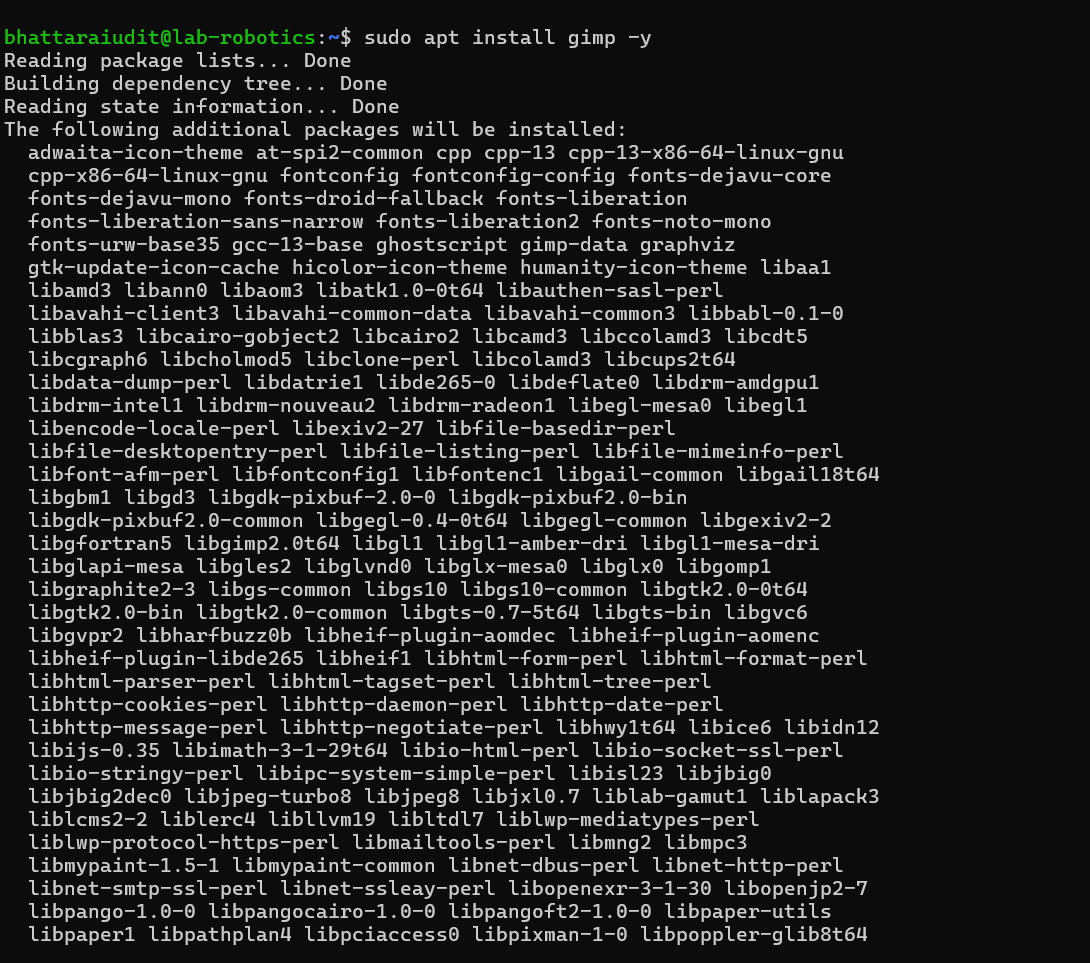 bhattaraiudit@lab-robotics:~$ sudo apt install gimp -y
Reading package lists... Done
Building dependency tree... Done
Reading state information... Done
The following additional packages will be installed:
  adwaita-icon-theme at-spi2-common cpp cpp-13 cpp-13-x86-64-linux-gnu
  cpp-x86-64-linux-gnu fontconfig fontconfig-config fonts-dejavu-core
  fonts-dejavu-mono fonts-droid-fallback fonts-liberation
  fonts-liberation-sans-narrow fonts-liberation2 fonts-noto-mono
  fonts-urw-base35 gcc-13-base ghostscript gimp-data graphviz
  gtk-update-icon-cache hicolor-icon-theme humanity-icon-theme libaa1
  libamd3 libann0 libaom3 libatk1.0-0t64 libauthen-sasl-perl
  libavahi-client3 libavahi-common-data libavahi-common3 libbabl-0.1-0
  libblas3 libcairo-gobject2 libcairo2 libcamd3 libccolamd3 libcdt5
  libcgraph6 libcholmod5 libclone-perl libcolamd3 libcups2t64
  libdata-dump-perl libdatrie1 libde265-0 libdeflate0 libdrm-amdgpu1
  libdrm-intel1 libdrm-nouveau2 libdrm-radeon1 libegl-mesa0 libegl1
  libencode-locale-perl libexiv2-27 libfile-basedir-perl
  libfile-desktopentry-perl libfile-listing-perl libfile-mimeinfo-perl
  libfont-afm-perl libfontconfig1 libfontenc1 libgail-common libgail18t64
  libgbm1 libgd3 libgdk-pixbuf-2.0-0 libgdk-pixbuf2.0-bin
  libgdk-pixbuf2.0-common libgegl-0.4-0t64 libgegl-common libgexiv2-2
  libgfortran5 libgimp2.0t64 libgl1 libgl1-amber-dri libgl1-mesa-dri
  libglapi-mesa libgles2 libglvnd0 libglx-mesa0 libglx0 libgomp1
  libgraphite2-3 libgs-common libgs10 libgs10-common libgtk2.0-0t64
  libgtk2.0-bin libgtk2.0-common libgts-0.7-5t64 libgts-bin libgvc6
  libgvpr2 libharfbuzz0b libheif-plugin-aomdec libheif-plugin-aomenc
  libheif-plugin-libde265 libheif1 libhtml-form-perl libhtml-format-perl
  libhtml-parser-perl libhtml-tagset-perl libhtml-tree-perl
  libhttp-cookies-perl libhttp-daemon-perl libhttp-date-perl
  libhttp-message-perl libhttp-negotiate-perl libhwy1t64 libice6 libidn12
  libijs-0.35 libimath-3-1-29t64 libio-html-perl libio-socket-ssl-perl
  libio-stringy-perl libipc-system-simple-perl libisl23 libjbig0
  libjbig2dec0 libjpeg-turbo8 libjpeg8 libjxl0.7 liblab-gamut1 liblapack3
  liblcms2-2 liblerc4 libllvm19 libltdl7 liblwp-mediatypes-perl
  liblwp-protocol-https-perl libmailtools-perl libmng2 libmpc3
  libmypaint-1.5-1 libmypaint-common libnet-dbus-perl libnet-http-perl
  libnet-smtp-ssl-perl libnet-ssleay-perl libopenexr-3-1-30 libopenjp2-7
  libpango-1.0-0 libpangocairo-1.0-0 libpangoft2-1.0-0 libpaper-utils
  libpaper1 libpathplan4 libpciaccess0 libpixman-1-0 libpoppler-glib8t64